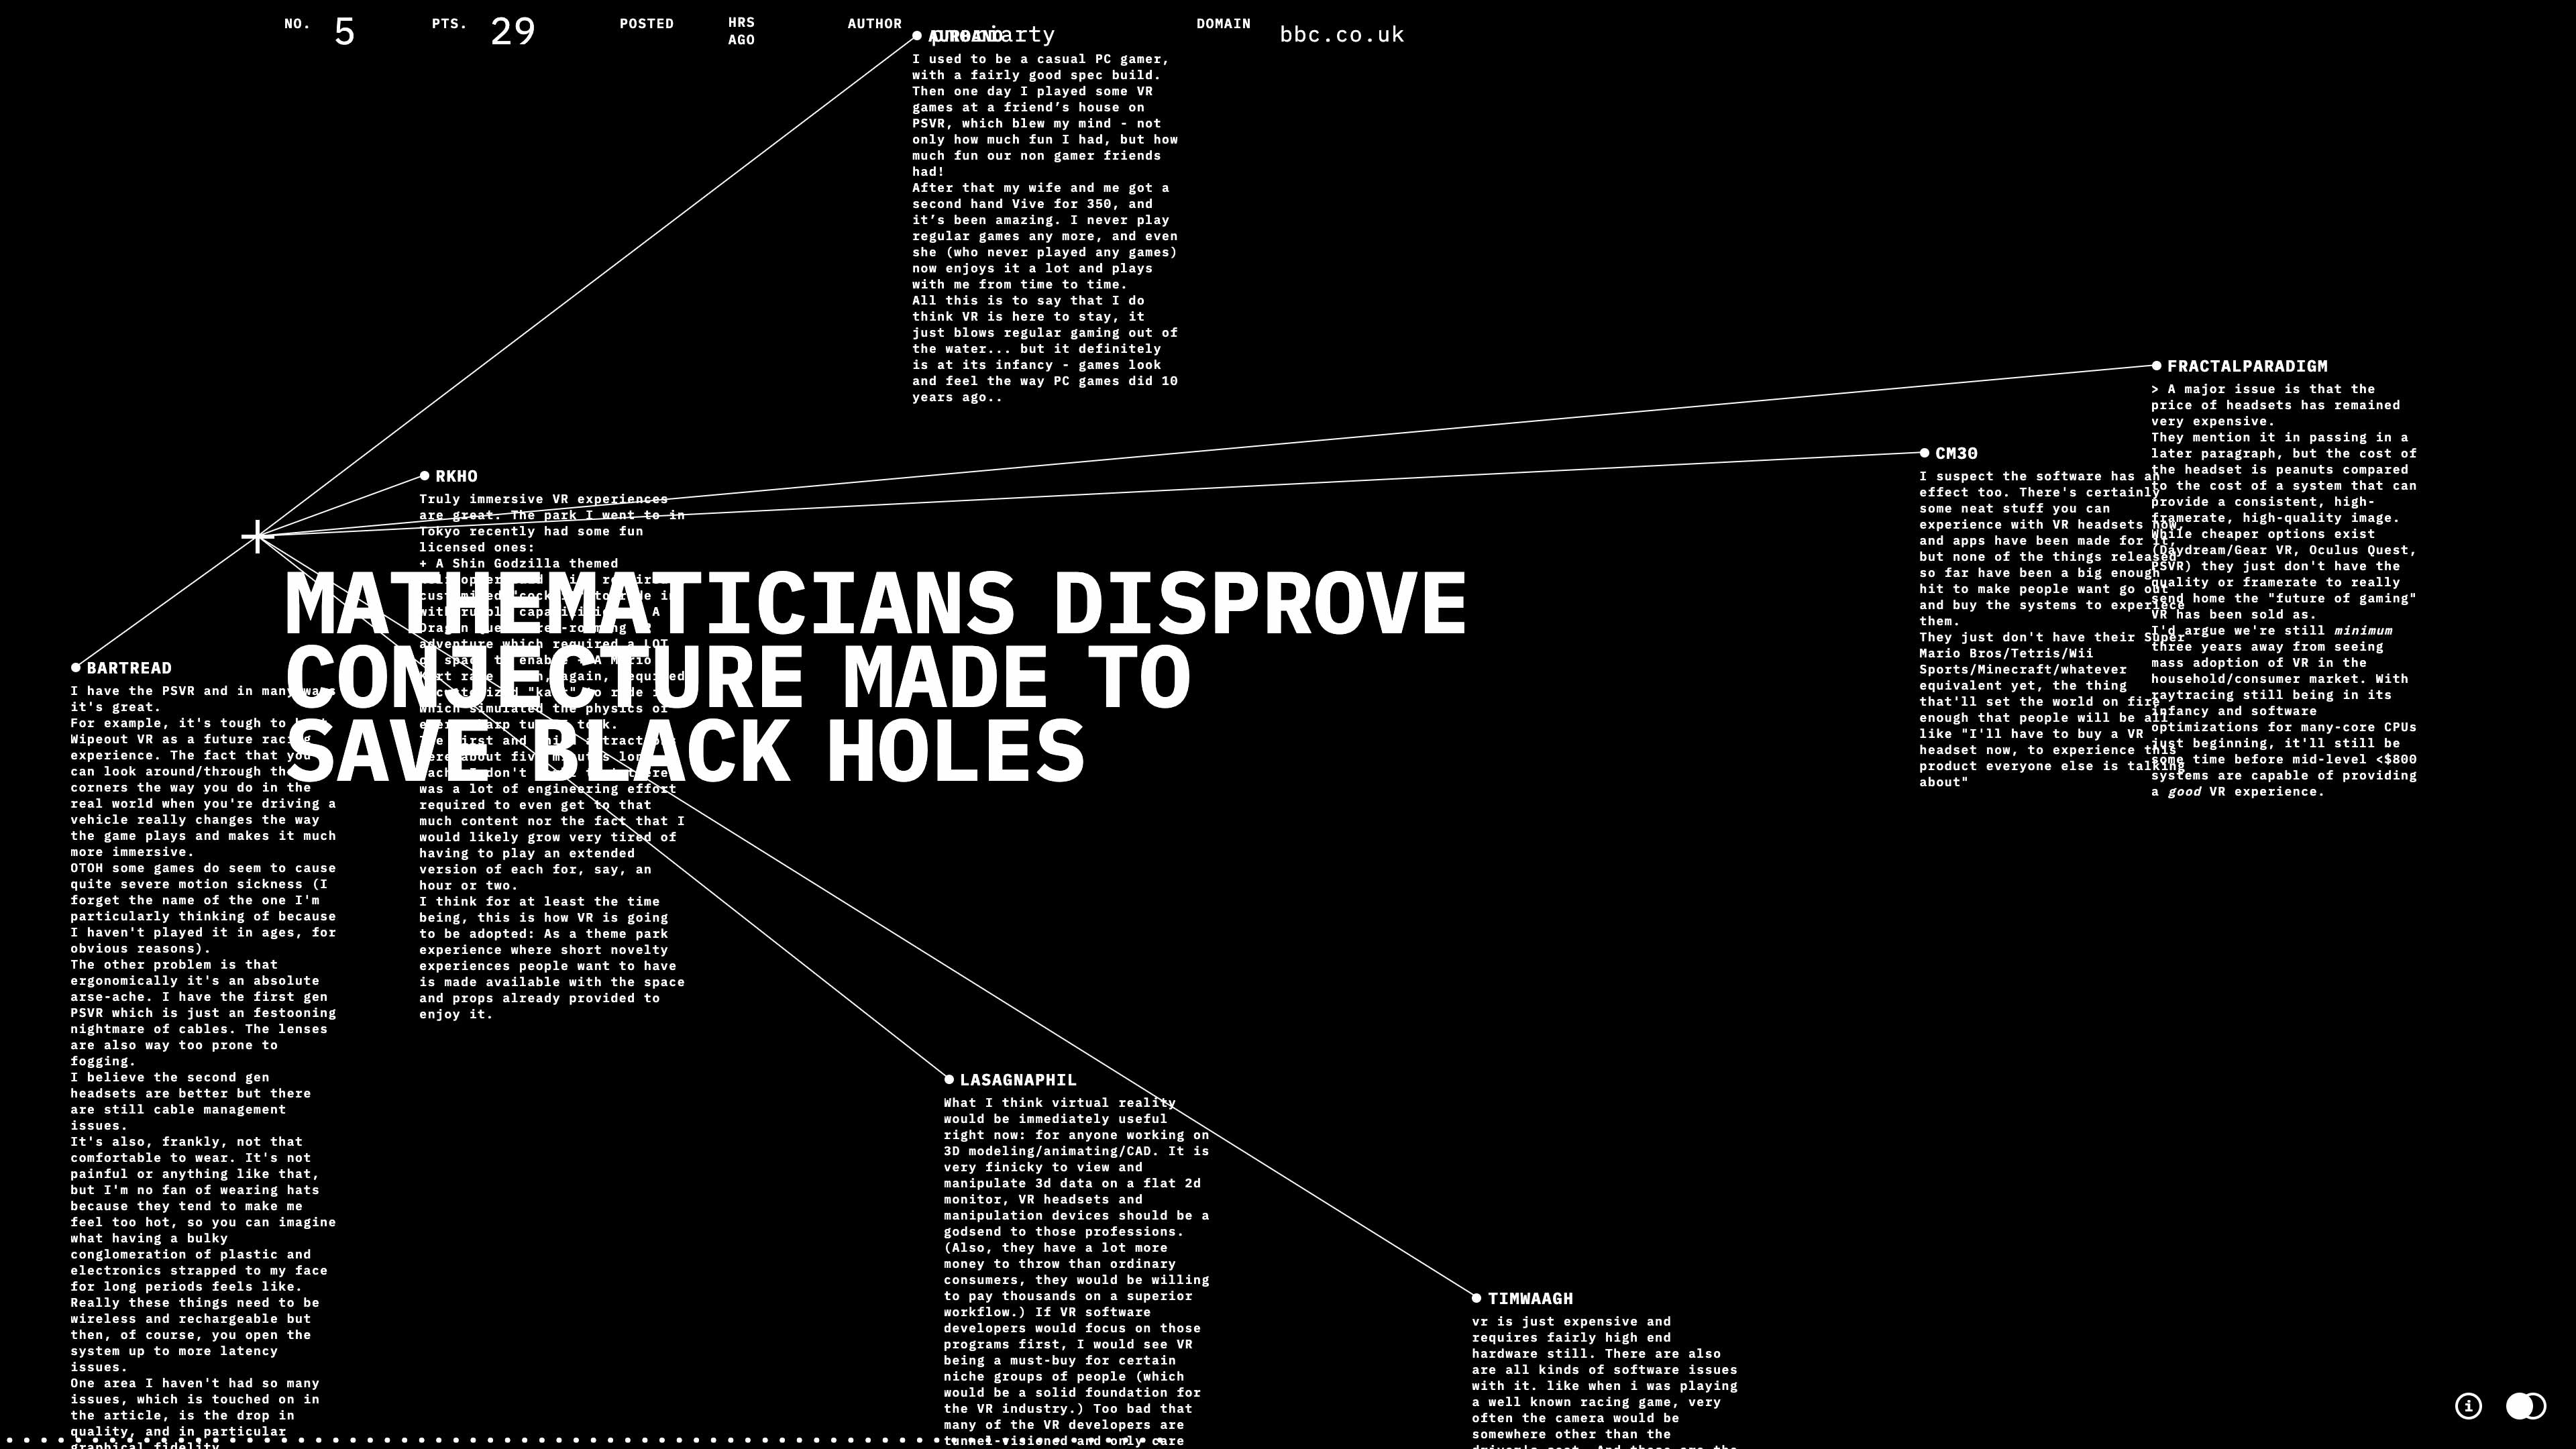 NO. 5 PTS. 29 POSTED HRS AGO AUTHOR DOMAIN bbc.co.uk
I used to be a casual PC gamer,
with a fairly good spec build.
Then one day I played some VR
games at a friend’s house on
PSVR, which blew my mind - not
only how much fun I had, but how
much fun our non gamer friends
had!
After that my wife and me got a
second hand Vive for 350, and
it’s been amazing. I never play
regular games any more, and even
she (who never played any games)
now enjoys it a lot and plays
with me from time to time.
All this is to say that I do
think VR is here to stay, it
just blows regular gaming out of
the water... but it definitely
is at its infancy - games look
and feel the way PC games did 10
years ago..
FRACTALPARADIGM
> A major issue is that the
price of headsets has remained
very expensive.
They mention it in passing in a
later paragraph, but the cost of
the headset is peanuts compared
to the cost of a system that can
provide a consistent, high-
framerate, high-quality image.
While cheaper options exist
(Daydream/Gear VR, Oculus Quest,
PSVR) they just don't have the
quality or framerate to really
send home the "future of gaming"
VR has been sold as.
I'd argue we're still minimum
three years away from seeing
mass adoption of VR in the
household/consumer market. With
raytracing still being in its
infancy and software
optimizations for many-core CPUs
just beginning, it'll still be
some time before mid-level <$800
systems are capable of providing
a good VR experience.
CM30
I suspect the software has an
effect too. There's certainly
some neat stuff you can
experience with VR headsets now,
and apps have been made for it,
but none of the things released
so far have been a big enough
hit to make people want go out
and buy the systems to experiece
them.
They just don't have their Super
Mario Bros/Tetris/Wii
Sports/Minecraft/whatever
equivalent yet, the thing
that'll set the world on fire
enough that people will be all
like "I'll have to buy a VR
headset now, to experience this
product everyone else is talking
about"
RKHO
Truly immersive VR experiences
are great. The park I went to in
Tokyo recently had some fun
licensed ones:
+ A Shin Godzilla themed
adventure which required a LOT
which simulated the physics of
was a lot of engineering effort
required to even get to that
much content nor the fact that I
would likely grow very tired of
having to play an extended
version of each for, say, an
hour or two.
I think for at least the time
being, this is how VR is going
to be adopted: As a theme park
experience where short novelty
experiences people want to have
is made available with the space
and props already provided to
enjoy it.
MATHEMATICIANS DISPROVE
CONJECTURE MADE TO
SAVE BLACK HOLES
BARTREAD
I have the PSVR and in many ways
it's great.
For example, it's tough to beat
Wipeout VR as a future racing
experience. The fact that you
can look around/through the
corners the way you do in the
real world when you're driving a
vehicle really changes the way
the game plays and makes it much
more immersive.
OTOH some games do seem to cause
quite severe motion sickness (I
forget the name of the one I'm
particularly thinking of because
I haven't played it in ages, for
obvious reasons).
The other problem is that
ergonomically it's an absolute
arse-ache. I have the first gen
PSVR which is just an festooning
nightmare of cables. The lenses
are also way too prone to
fogging.
I believe the second gen
headsets are better but there
are still cable management
issues.
It's also, frankly, not that
comfortable to wear. It's not
painful or anything like that,
but I'm no fan of wearing hats
because they tend to make me
feel too hot, so you can imagine
what having a bulky
conglomeration of plastic and
electronics strapped to my face
for long periods feels like.
Really these things need to be
wireless and rechargeable but
then, of course, you open the
system up to more latency
issues.
One area I haven't had so many
issues, which is touched on in
the article, is the drop in
quality, and in particular
graphical fidelity
LASAGNAPHIL
What I think virtual reality
would be immediately useful
right now: for anyone working on
3D modeling/animating/CAD. It is
very finicky to view and
manipulate 3d data on a flat 2d
monitor, VR headsets and
manipulation devices should be a
godsend to those professions.
(Also, they have a lot more
money to throw than ordinary
consumers, they would be willing
to pay thousands on a superior
workflow.) If VR software
developers would focus on those
programs first, I would see VR
being a must-buy for certain
niche groups of people (which
would be a solid foundation for
the VR industry.) Too bad that
many of the VR developers are
tunnel-visioned and only care
TIMWAAGH
vr is just expensive and
requires fairly high end
hardware still. There are also
are all kinds of software issues
with it. like when i was playing
a well known racing game, very
often the camera would be
somewhere other than the
driver's seat. And these are the